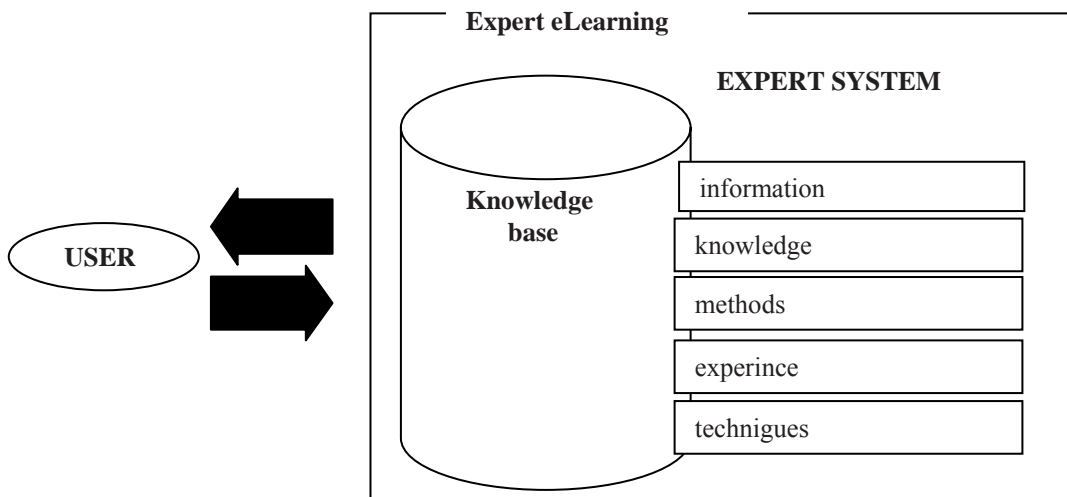 Expert eLearning
EXPERT SYSTEM
Knowledge
base
USER
information
knowledge
methods
experince
technigues